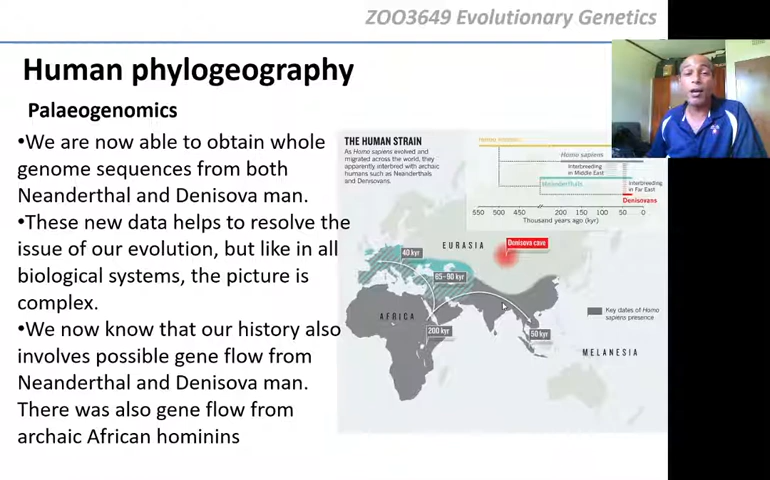 ZOO3649 Evolutionary Genetics
Human phylogeography
Palaeogenomics
•We are now able to obtain whole
genome sequences from both
Neanderthal and Denisova man.
•These new data helps to resolve the
issue of our evolution, but like in all
biological systems, the picture is
complex.
•We now know that our history also
involves possible gene flow from
Neanderthal and Denisova man.
There was also gene flow from
archaic African hominins
THE HUMAN STRAIN
As Homo sapiens evolved and
migrated across the world, they
apparently interbred with archaic
humans such as Neanderthals
and Denisovans.
Homo sapiens
Interbreeding
in Middle East
Neanderthals
Interbreeding
in Far East
Denisovans
550 500 450 200 150 100 50 0
Thousand years ago (kyr)
EURASIA
Denisova cave
40 kyr
65–90 kyr
AFRICA
200 kyr
50 kyr
Key dates of Homo
sapiens presence
MELANESIA